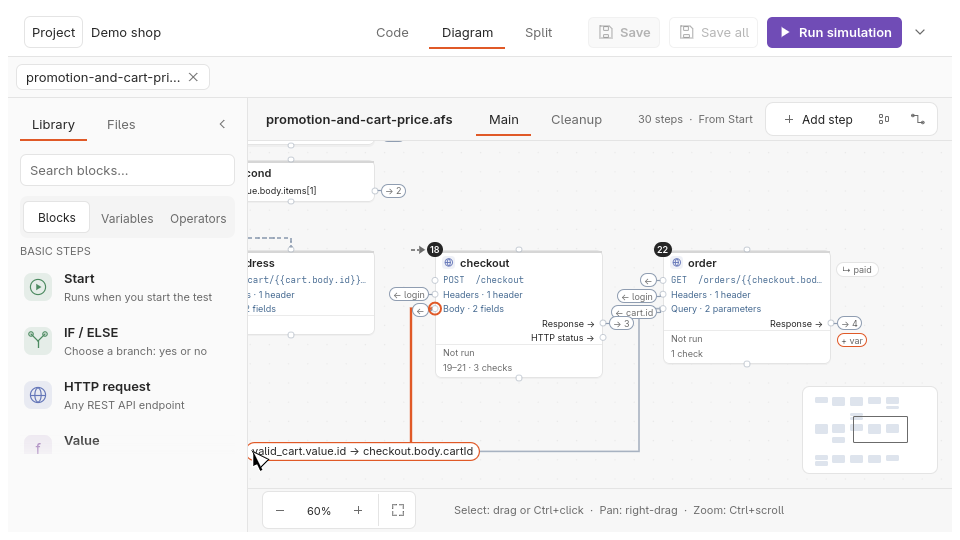 Project
Demo shop
Code
Diagram
Split
Save
Save all
Run simulation
promotion-and-cart-pri...
Library
Files
promotion-and-cart-price.afs
Main
Cleanup
30 steps · From Start
Add step
Search blocks...
Blocks
Variables
Operators
BASIC STEPS
Start
Runs when you start the test
IF / ELSE
Choose a branch: yes or no
HTTP request
Any REST API endpoint
f
Value
cond
ue.body.items[1]
→ 2
dress
cart/{{cart.body.id}}…
s · 1 header
2 fields
18
checkout
POST /checkout
← login
Headers · 1 header
←
Body · 2 fields
Response →
→ 3
HTTP status →
Not run
19–21 · 3 checks
22
order
←
GET /orders/{{checkout.bod…
← login
Headers · 1 header
← cart.id
Query · 2 parameters
Response →
→ 4
+ var
Not run
1 check
↳ paid
valid_cart.value.id → checkout.body.cartId
60%
Select: drag or Ctrl+click · Pan: right-drag · Zoom: Ctrl+scroll